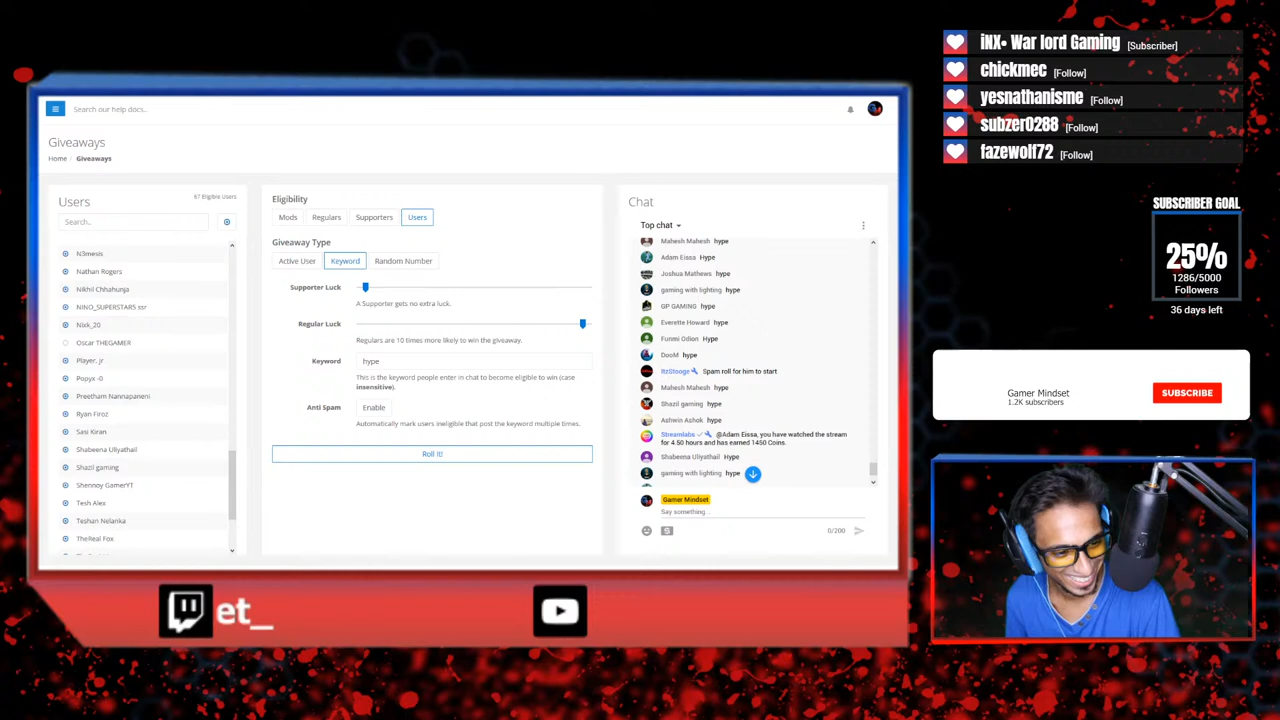 Search our help docs..
Giveaways
Home / Giveaways
Users
67 Eligible Users
Search..
N3mesis
Nathan Rogers
Nikhil Chhahunja
NINO_SUPERSTAR5 ssr
Nixk_20
Oscar THEGAMER
Player. jr
Popyx -0
Preetham Nannapaneni
Ryan Firoz
Sasi Kiran
Shabeena Uliyathail
Shazil gaming
Shennoy GamerYT
Tesh Alex
Teshan Nelanka
TheReal Fox
Eligibility
Mods Regulars Supporters Users
Giveaway Type
Active User Keyword Random Number
Supporter Luck
A Supporter gets no extra luck.
Regular Luck
Regulars are 10 times more likely to win the giveaway.
Keyword hype
This is the keyword people enter in chat to become eligible to win (case
insensitive).
Anti Spam Enable
Automatically mark users ineligible that post the keyword multiple times.
Roll it!
Chat
Top chat
Mahesh Mahesh hype
Adam Eissa Hype
Joshua Mathews hype
gaming with lighting hype
GP GAMING hype
Everette Howard hype
Funmi Odion Hype
DooM hype
ItzStooge Spam roll for him to start
Mahesh Mahesh hype
Shazil gaming hype
Ashwin Ashok hype
Streamlabs @Adam Eissa, you have watched the stream
for 4.50 hours and has earned 1450 Coins.
Shabeena Uliyathail Hype
gaming with lighting hype
Gamer Mindset
Say something...
0/200
et_
iNX• War lord Gaming [Subscriber]
chickmec [Follow]
yesnathanisme [Follow]
subzer0288 [Follow]
fazewolf72 [Follow]
SUBSCRIBER GOAL
25%
1286/5000
Followers
36 days left
Gamer Mindset
1.2K subscribers
SUBSCRIBE